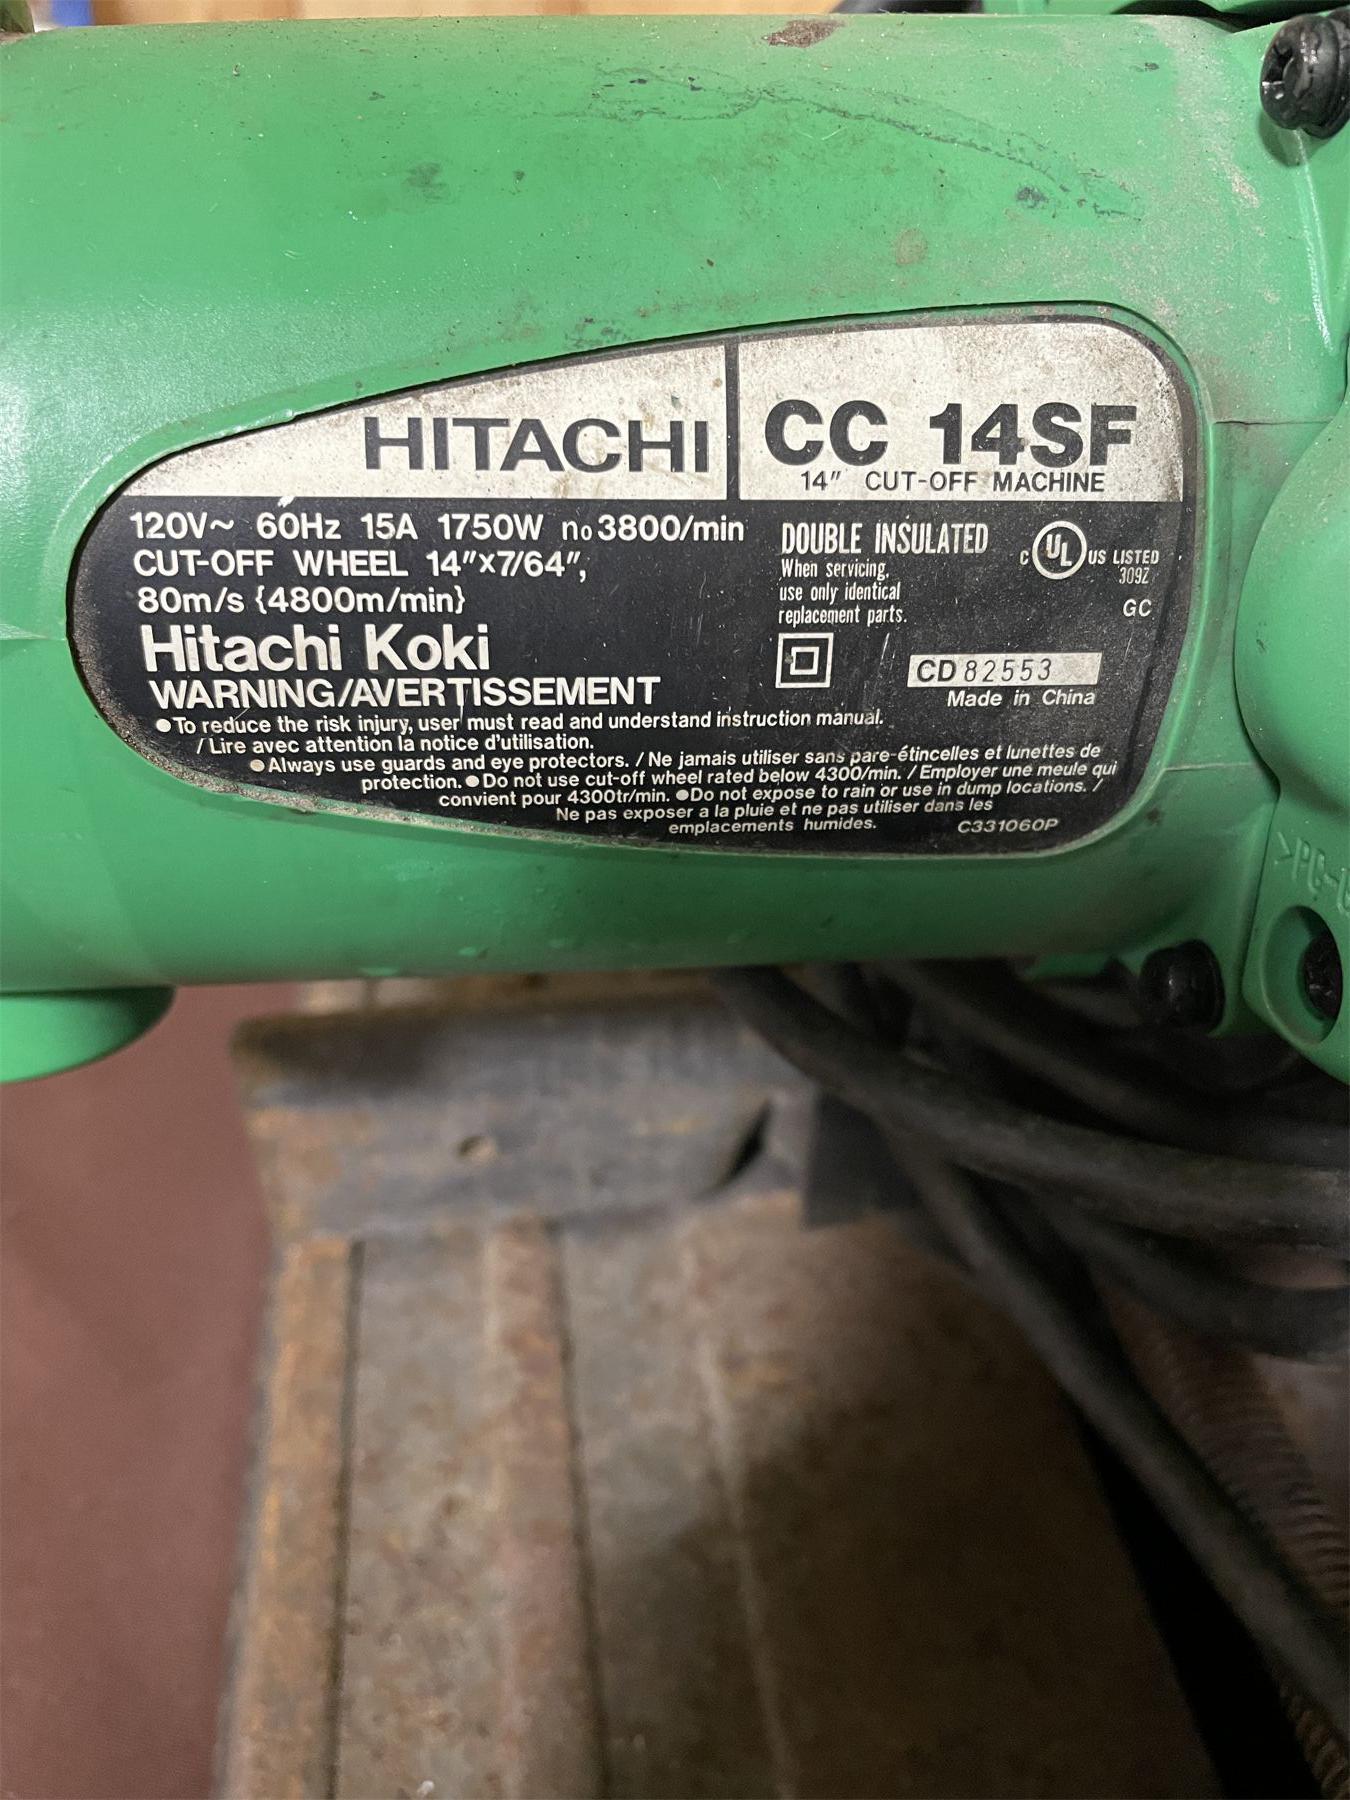 HITACHI
CC 14SF
14" CUT-OFF MACHINE
120V~ 60Hz 15A 1750W no3800/min
CUT-OFF WHEEL 14"×7/64",
80m/s {4800m/min}
Hitachi Koki
DOUBLE INSULATED
When servicing,
use only identical
replacement parts.
C UL US LISTED
309Z
GC
CD 82553
Made in China
WARNING/AVERTISSEMENT
●To reduce the risk injury, user must read and understand instruction manual.
/Lire avec attention la notice d'utilisation.
●Always use guards and eye protectors. / Ne jamais utiliser sans pare-étincelles et lunettes de
protection. ●Do not use cut-off wheel rated below 4300/min. / Employer une meule qui
convient pour 4300tr/min. ●Do not expose to rain or use in dump locations. /
Ne pas exposer a la pluie et ne pas utiliser dans les
emplacements humides.
C331060P